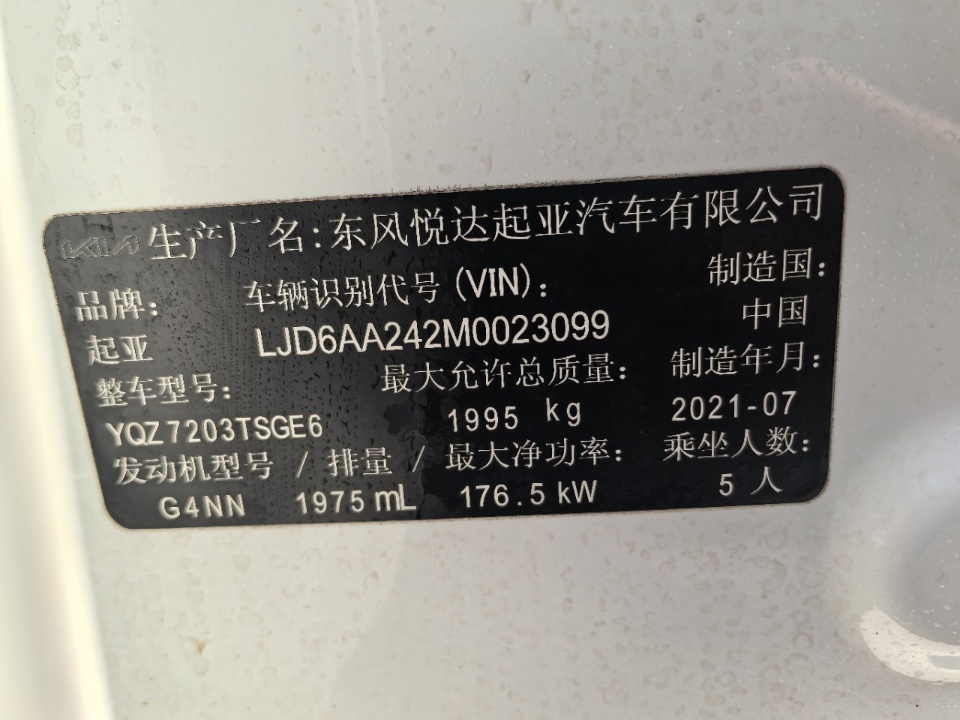 KIA 生产厂名:东风悦达起亚汽车有限公司
品牌: 车辆识别代号(VIN): 制造国:
起亚 LJD6AA242M0023099 中国
整车型号: 最大允许总质量: 制造年月:
YQZ7203TSGE6 1995 kg 2021-07
发动机型号 / 排量 / 最大净功率: 乘坐人数:
G4NN 1975 mL 176.5 kW 5 人